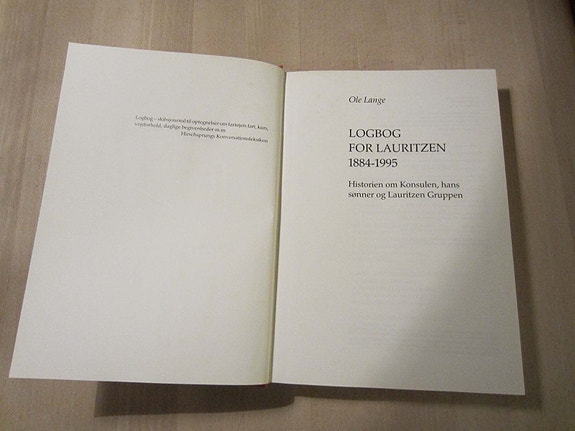 Logbog – skibsjournal til optegnelser om fartøjets fart, kurs,
vejrforhold, daglige begivenheder m.m
Hirschsprungs Konversationsleksikon
Ole Lange
LOGBOG
FOR LAURITZEN
1884-1995
Historien om Konsulen, hans
sønner og Lauritzen Gruppen